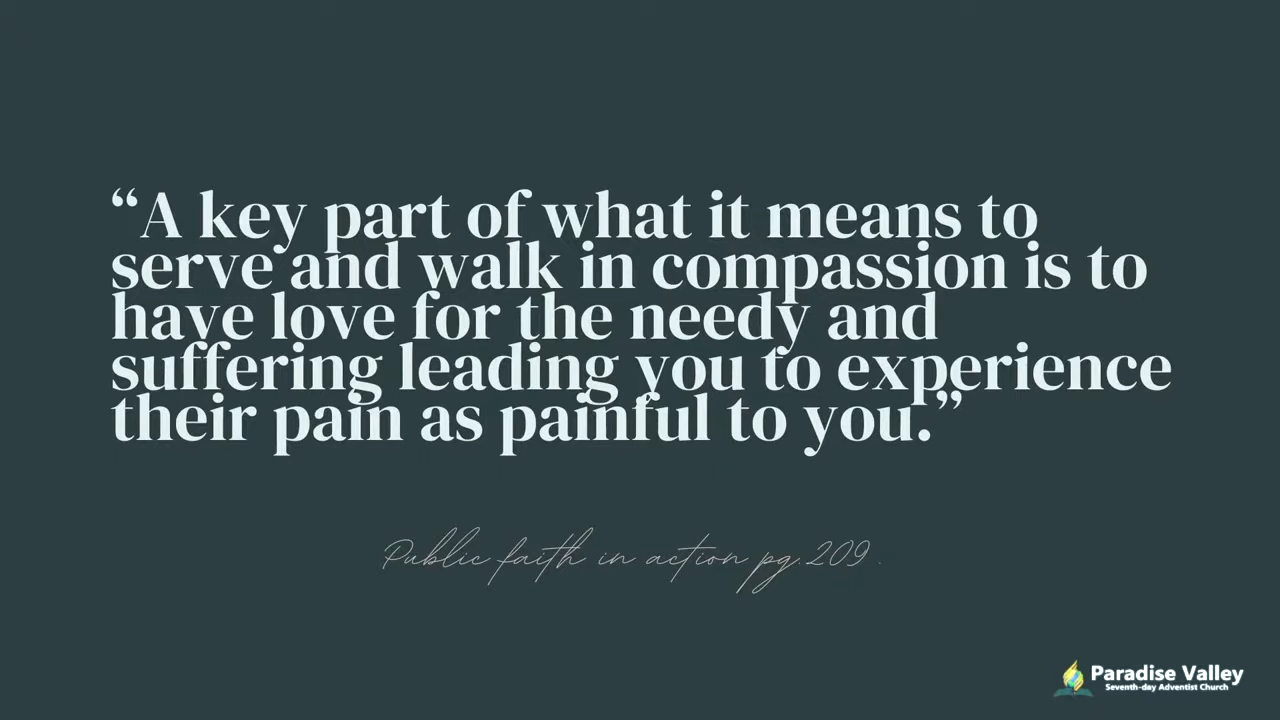 “A key part of what it means to
serve and walk in compassion is to
have love for the needy and
suffering leading you to experience
their pain as painful to you.”
Public faith in action pg.209.
Paradise Valley
Seventh-day Adventist Church